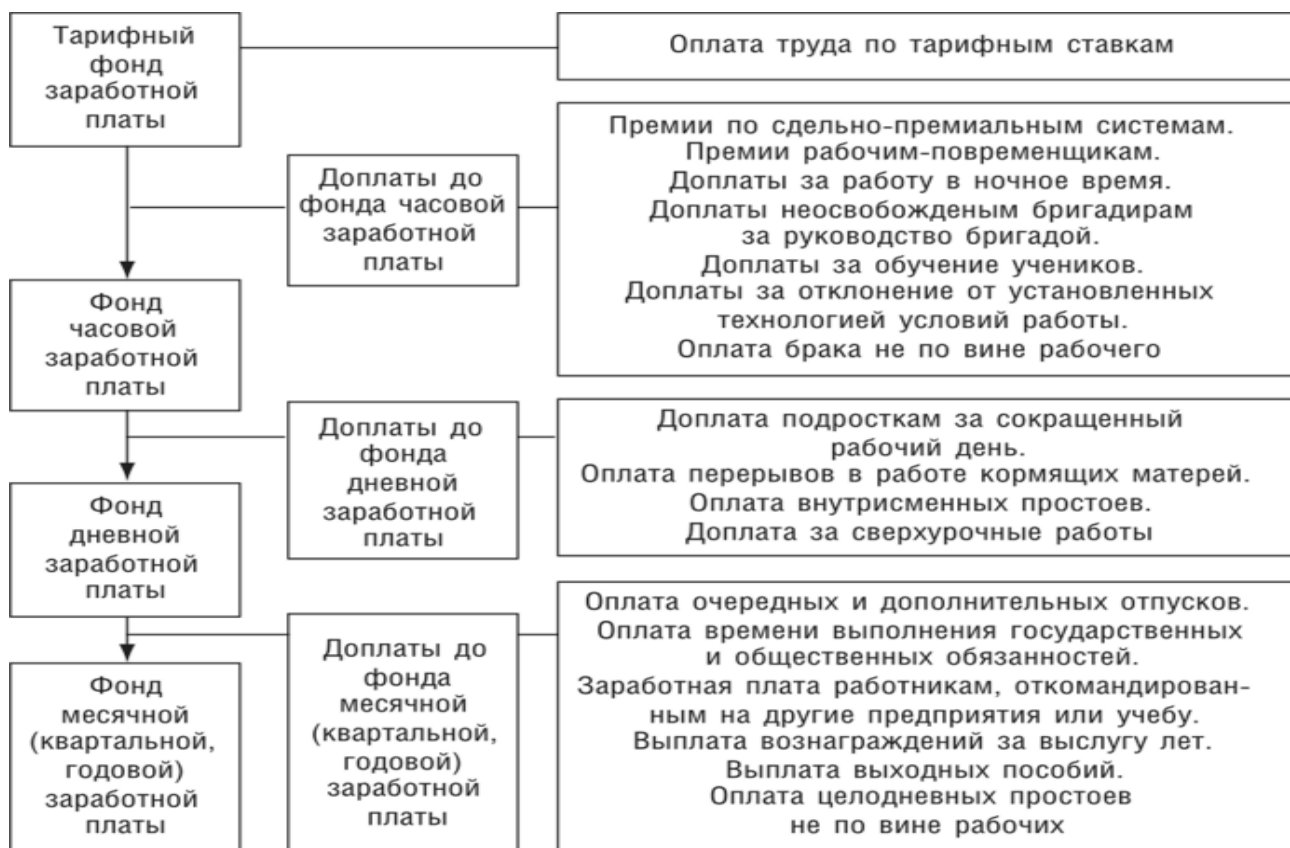 Тарифный
фонд
заработной
платы
Оплата труда по тарифным ставкам
Доплаты до
фонда часовой
заработной
платы
Премии по сдельно-премиальным системам.
Премии рабочим-повременщикам.
Доплаты за работу в ночное время.
Доплаты неосвобожденым бригадирам
за руководство бригадой.
Доплаты за обучение учеников.
Доплаты за отклонение от установленных
технологией условий работы.
Оплата брака не по вине рабочего
Фонд
часовой
заработной
платы
Доплаты до
фонда
дневной
заработной
платы
Доплата подросткам за сокращенный
рабочий день.
Оплата перерывов в работе кормящих матерей.
Оплата внутрисменных простоев.
Доплата за сверхурочные работы
Фонд
дневной
заработной
платы
Доплаты до
фонда
месячной
(квартальной,
годовой)
заработной
платы
Оплата очередных и дополнительных отпусков.
Оплата времени выполнения государственных
и общественных обязанностей.
Заработная плата работникам, откомандирован-
ным на другие предприятия или учебу.
Выплата вознаграждений за выслугу лет.
Выплата выходных пособий.
Оплата целодневных простоев
не по вине рабочих
Фонд
месячной
(квартальной,
годовой)
заработной
платы